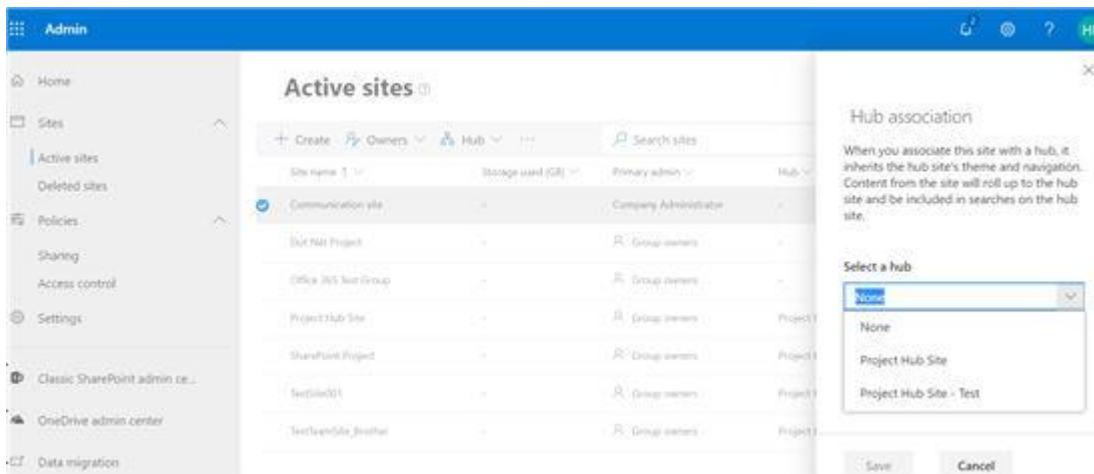 Admin
2
?
Home
Sites
Active sites
Deleted sites
Policies
Sharing
Access control
Settings
Classic SharePoint admin ce...
OneDrive admin center
Data migration
Active sites
Create Owners Hub ... Search sites
Site name Storage used (GB) Primary admin Hub
Communication site - Company Administrator -
Dot Net Project - Group owners -
Office 365 Test Group - Group owners -
Project Hub Site - Group owners Project
SharePoint Project - Group owners Project
TestSite001 - Group owners Project
TestTeamSite_Brother - Group owners Project
Hub association
When you associate this site with a hub, it
inherits the hub site's theme and navigation.
Content from the site will roll up to the hub
site and be included in searches on the hub
site.
Select a hub
None
None
Project Hub Site
Project Hub Site - Test
Save Cancel